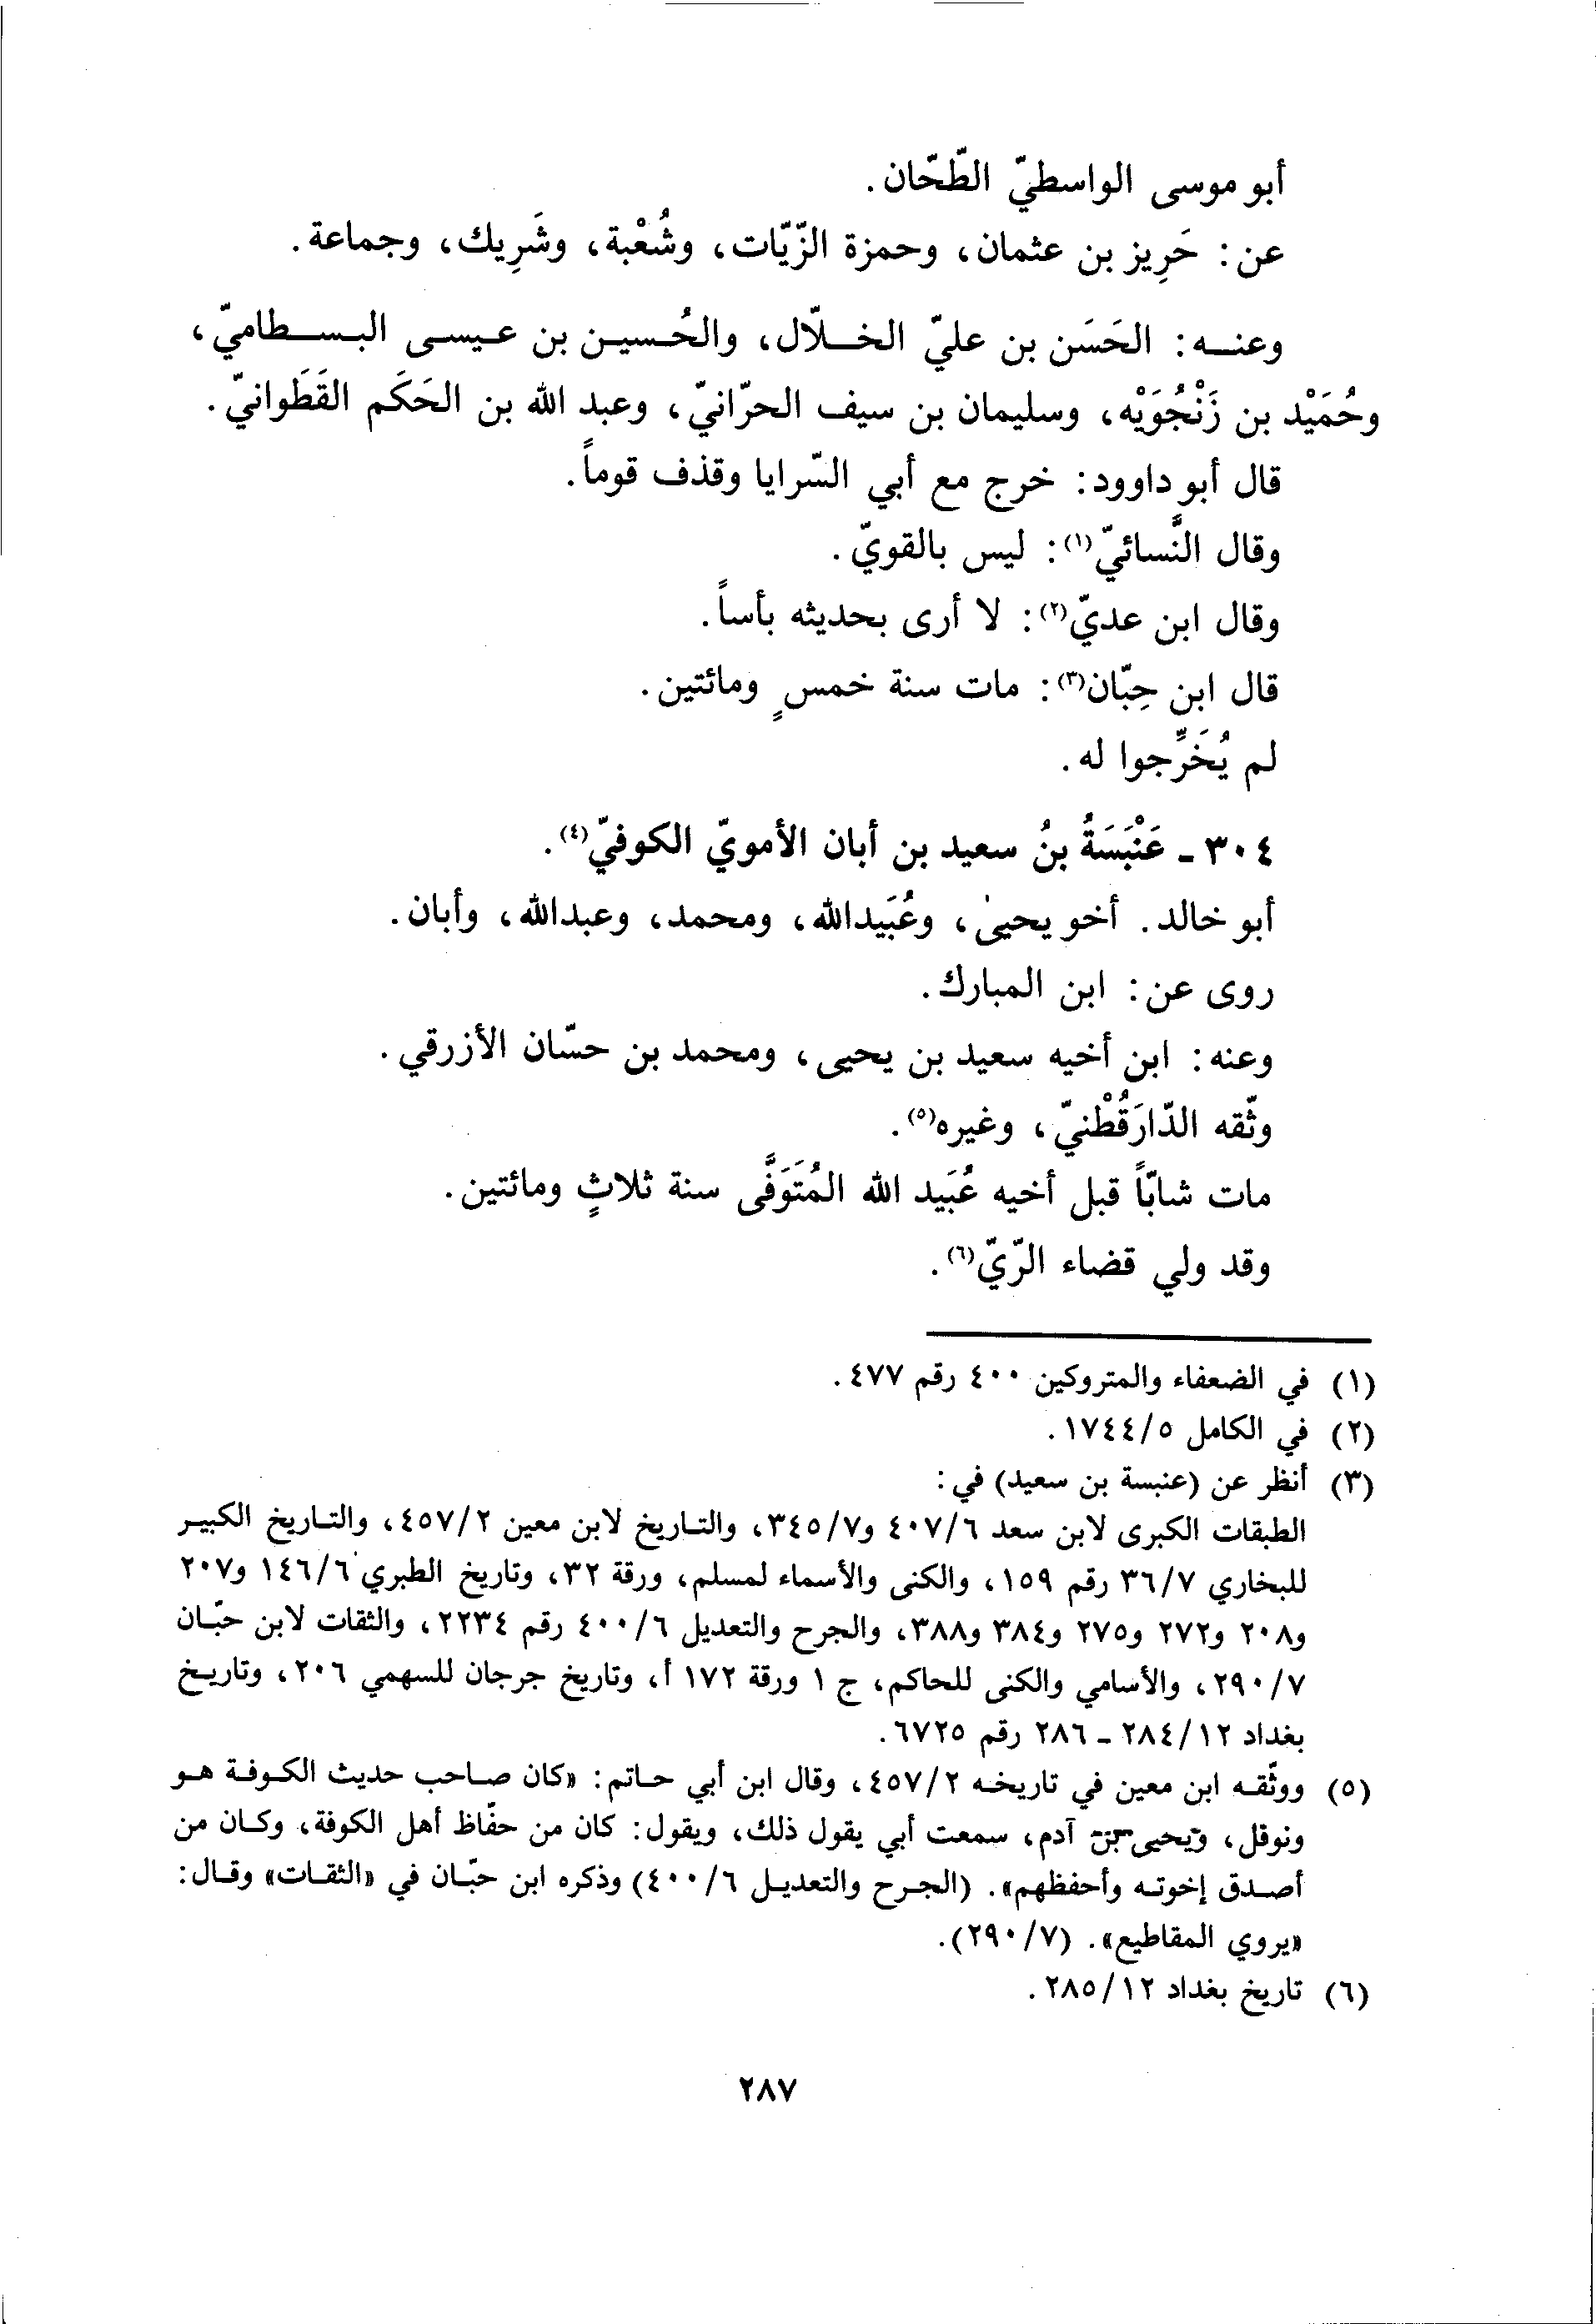 أبو موسى الواسطيّ الطّحّان.
عن: حَرِيز بن عثمان، وحمزة الزّيّات، وشُعْبة، وشَرِيك، وجماعة.
وعنـه: الحَسَن بن عليّ الخـلّال، والحُسين بن عيسى البسطاميّ،
وحُمَيْد بن زَنْجُوَيْه، وسليمان بن سيف الحرّانيّ، وعبد الله بن الحَكَم القَطَوانيّ.
قال أبو داوود: خرج مع أبي السّرايا وقذف قوماً.
وقال النَّسائيّ(١): ليس بالقويّ.
وقال ابن عديّ(٢): لا أرى بحديثه بأساً.
قال ابن حِبّان(٣): مات سنة خمسٍ ومائتين.
لم يُخَرِّجوا له.
٣٠٤ ـ عَنْبَسَةُ بنُ سعيد بن أبان الأمويّ الكوفيّ(٤).
أبو خالد. أخو يحيىٰ، وعُبَيدالله، ومحمد، وعبدالله، وأبان.
روى عن: ابن المبارك.
وعنه: ابن أخيه سعيد بن يحيى، ومحمد بن حسّان الأزرقي.
وثّقه الدّارَقُطْنيّ، وغيره(٥).
مات شابّاً قبل أخيه عُبَيد الله المُتَوَفَّى سنة ثلاثٍ ومائتين.
وقد ولي قضاء الرّيّ(٦).
(١) في الضعفاء والمتروكين ٤٠٠ رقم ٤٧٧.
(٢) في الكامل ١٧٤٤/٥.
(٣) أنظر عن (عنبسة بن سعيد) في:
الطبقات الكبرى لابن سعد ٤٠٧/٦ و٣٤٥/٧، والتاريخ لابن معين ٤٥٧/٢، والتاريخ الكبير
للبخاري ٣٦/٧ رقم ١٥٩، والكنى والأسماء لمسلم، ورقة ٣٢، وتاريخ الطبري ١٤٦/٦ و٢٠٧
و٢٠٨ و٢٧٢ و٢٧٥ و٣٨٤ و٣٨٨، والجرح والتعديل ٤٠٠/٦ رقم ٢٢٣٤، والثقات لابن حبّان
٢٩٠/٧، والأسامي والكنى للحاكم، ج ١ ورقة ١٧٢ أ، وتاريخ جرجان للسهمي ٢٠٦، وتاريخ
بغداد ٢٨٤/١٢ ـ ٢٨٦ رقم ٦٧٢٥.
(٥) ووثّقه ابن معين في تاريخه ٤٥٧/٢، وقال ابن أبي حاتم: «كان صاحب حديث الكوفة هو
ونوفل، ويحيى بن آدم، سمعت أبي يقول ذلك، ويقول: كان من حفّاظ أهل الكوفة، وكان من
أصدق إخوته وأحفظهم». (الجرح والتعديل ٤٠٠/٦) وذكره ابن حبّان في «الثقات» وقال:
«يروي المقاطيع». (٢٩٠/٧).
(٦) تاريخ بغداد ٢٨٥/١٢.
٢٨٧